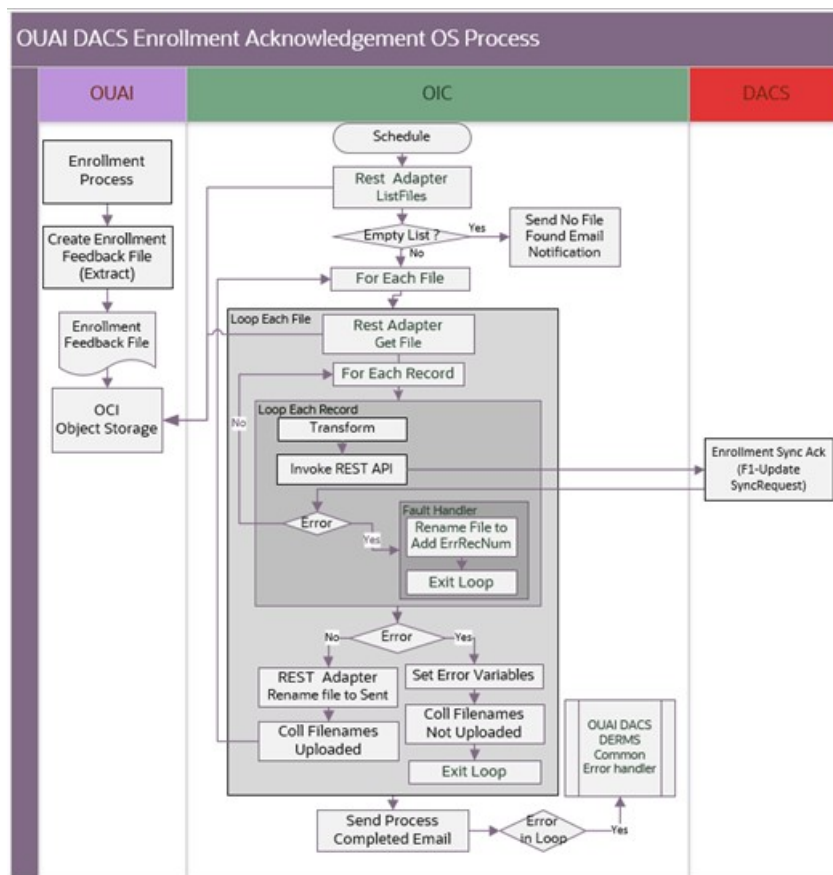 OUAI DACS Enrollment Acknowledgement OS Process
OUAI
OIC
DACS
Enrollment
Process
Create Enrollment
Feedback File
(Extract)
Enrollment
Feedback File
OCI
Object Storage
Schedule
Rest Adapter
ListFiles
Empty List ?
Yes
Send No File
Found Email
Notification
No
For Each File
Loop Each File
Rest Adapter
Get File
For Each Record
No
Loop Each Record
Transform
Invoke REST API
Enrollment Sync Ack
(F1-Update
SyncRequest)
Error
Yes
Fault Handler
Rename File to
Add ErrRecNum
Exit Loop
Error
No
Yes
REST Adapter
Rename file to Sent
Coll Filenames
Uploaded
Set Error Variables
Coll Filenames
Not Uploaded
Exit Loop
OUAI DACS
DERMS
Common
Error handler
Send Process
Completed Email
Error
in Loop
Yes